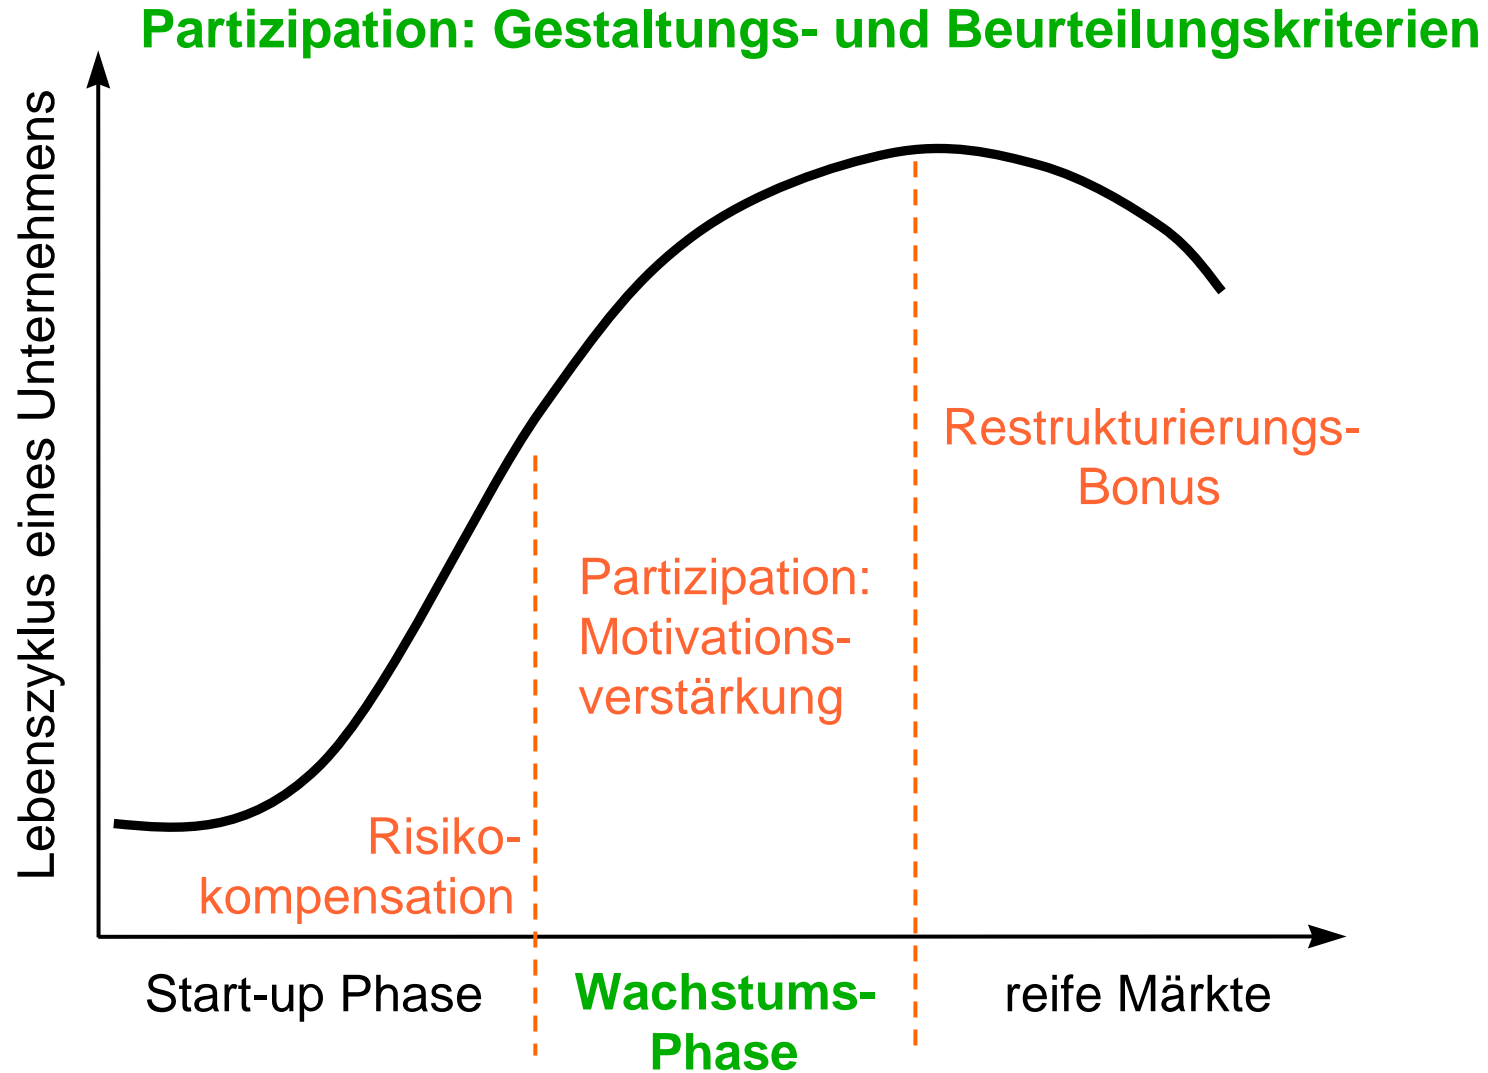 Partizipation: Gestaltungs- und Beurteilungskriterien
Lebenszyklus eines Unternehmens
Restrukturierungs-
Bonus
Partizipation:
Motivations-
verstärkung
Risiko-
kompensation
Start-up Phase
Wachstums-
Phase
reife Märkte